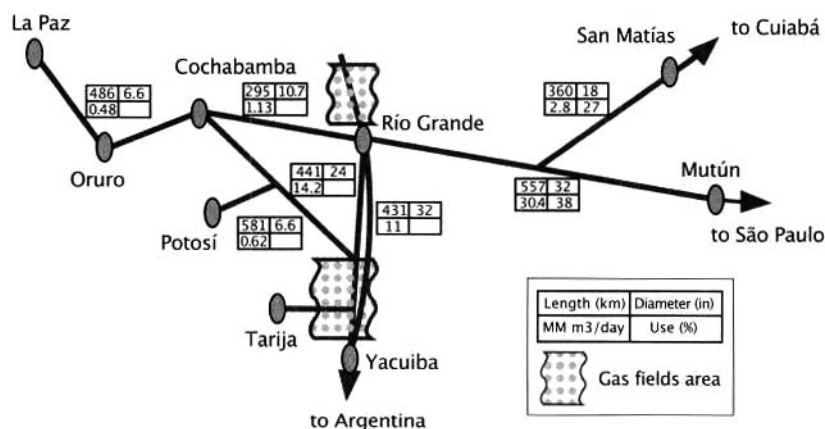 La Paz
486 6.6
0.48
Oruro
Cochabamba
295 10.7
1.13
Río Grande
360 18
2.8 27
San Matías
to Cuiabá
557 32
30.4 38
Mutún
to São Paulo
441 24
14.2
Potosí
581 6.6
0.62
431 32
11
Tarija
Yacuiba
to Argentina
Length (km) Diameter (in)
MM m3/day Use (%)
Gas fields area